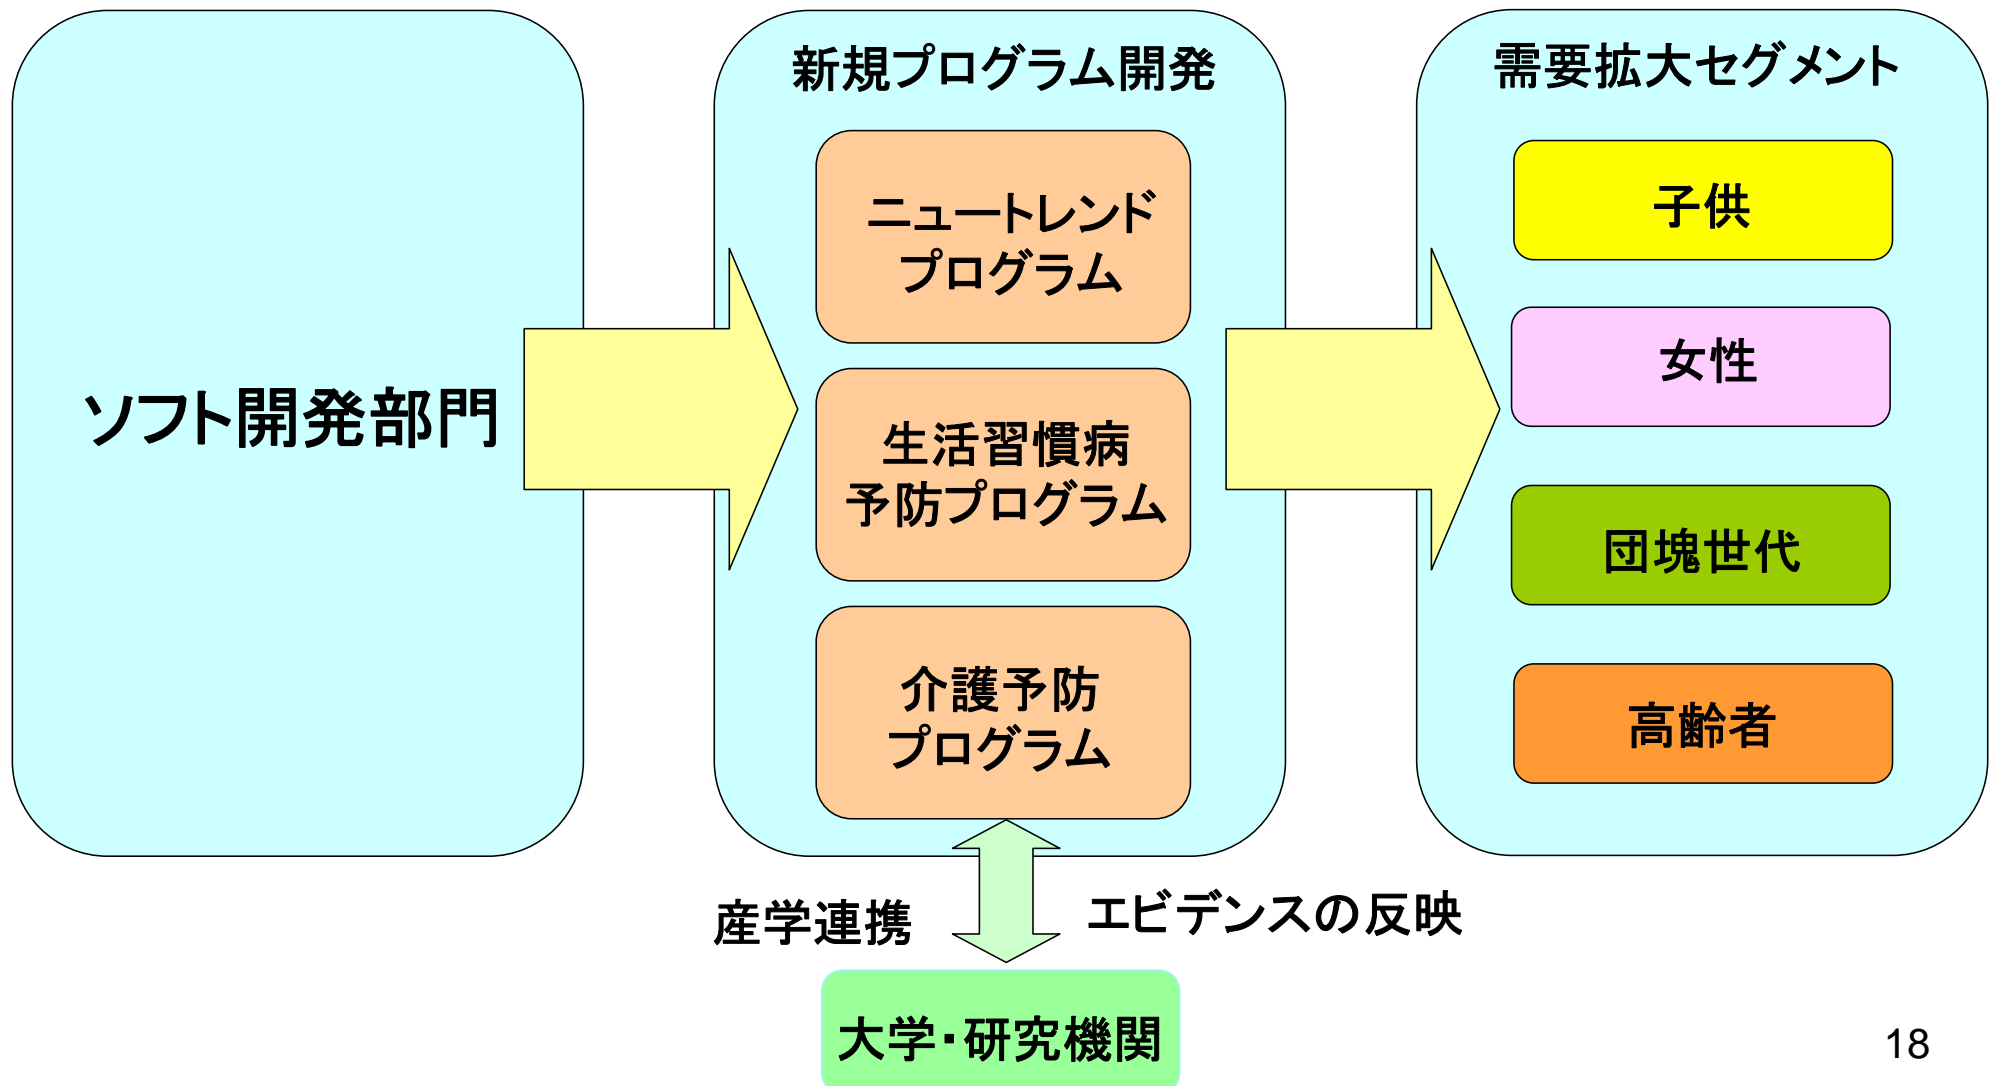 ソフト開発部門
新規プログラム開発
ニュートレンド
プログラム
生活習慣病
予防プログラム
介護予防
プログラム
需要拡大セグメント
子供
女性
団塊世代
高齢者
産学連携
エビデンスの反映
大学・研究機関
18